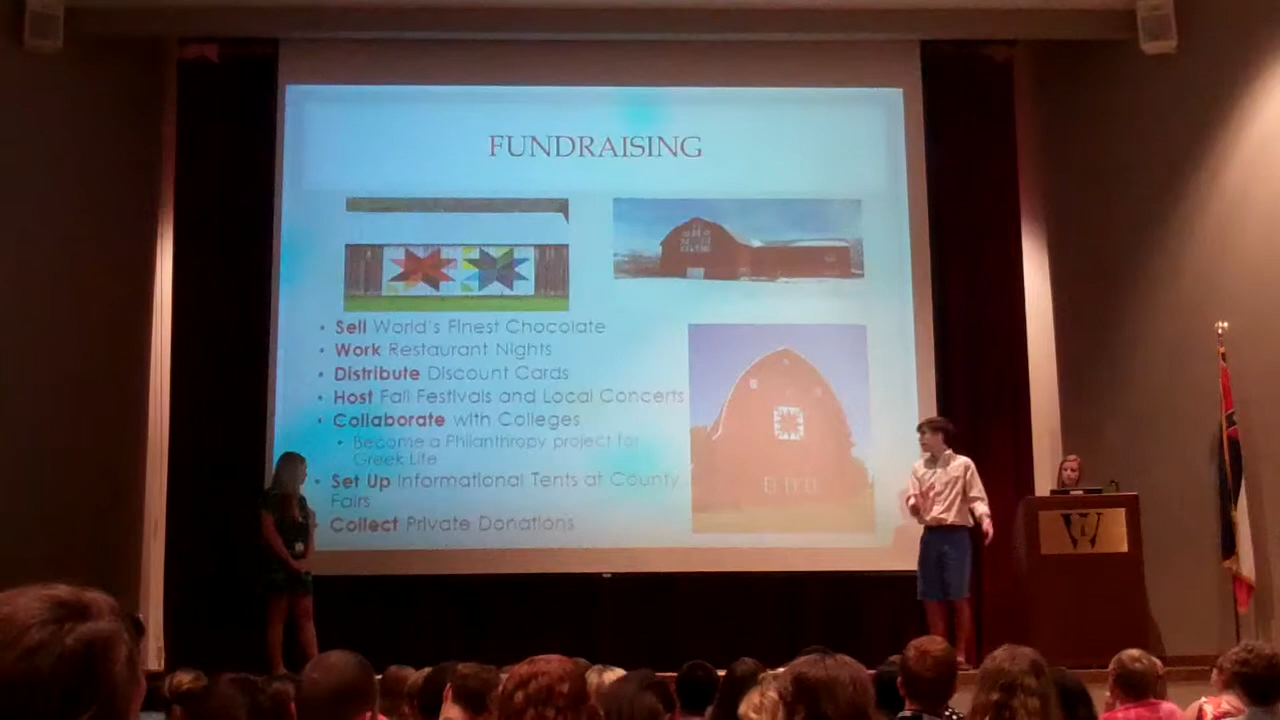 FUNDRAISING
• Sell World's Finest Chocolate
• Work Restaurant Nights
• Distribute Discount Cards
• Host Fall Festivals and Local Concerts
• Collaborate with Colleges
• Become a Philanthropy project for
Greek Life
• Set Up Informational Tents at County
Fairs
Collect Private Donations
W